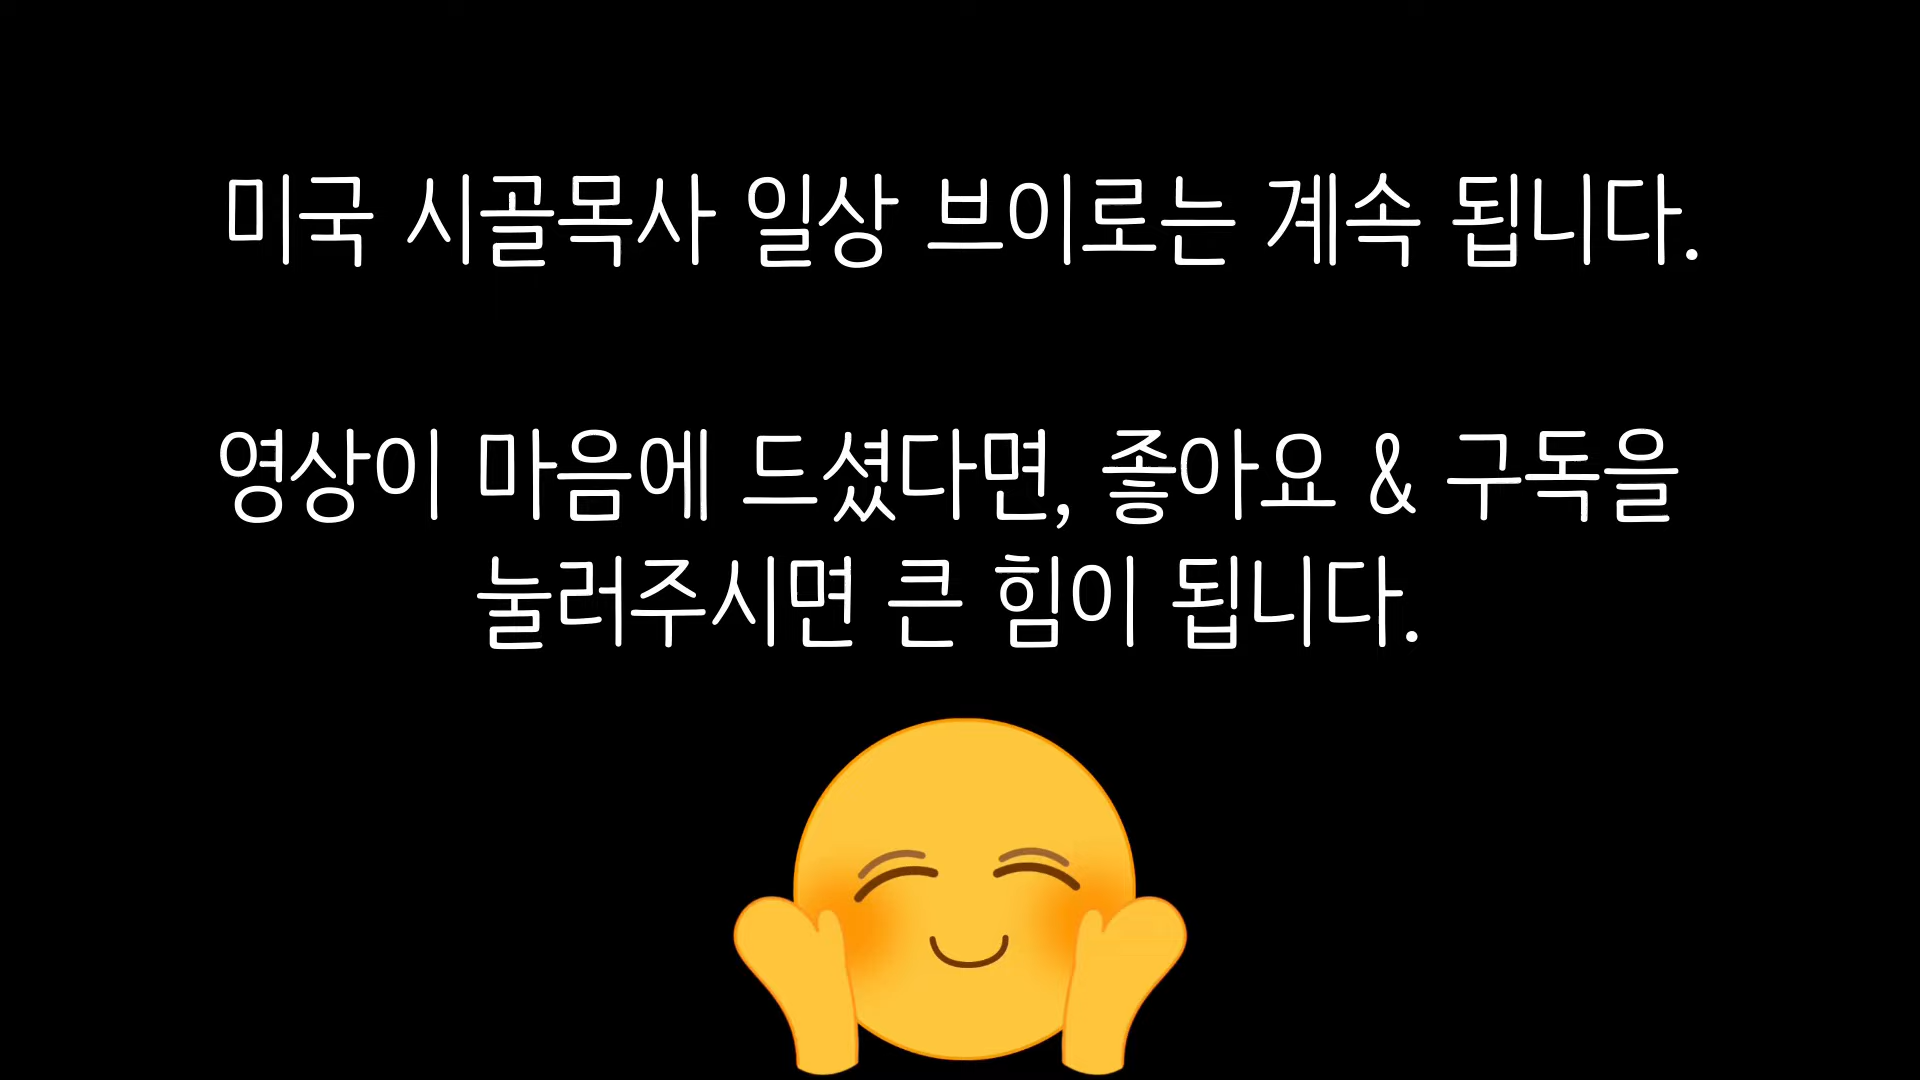 미국 시골목사 일상 브이로는 계속 됩니다.
영상이 마음에 드셨다면, 좋아요 & 구독을
눌러주시면 큰 힘이 됩니다.